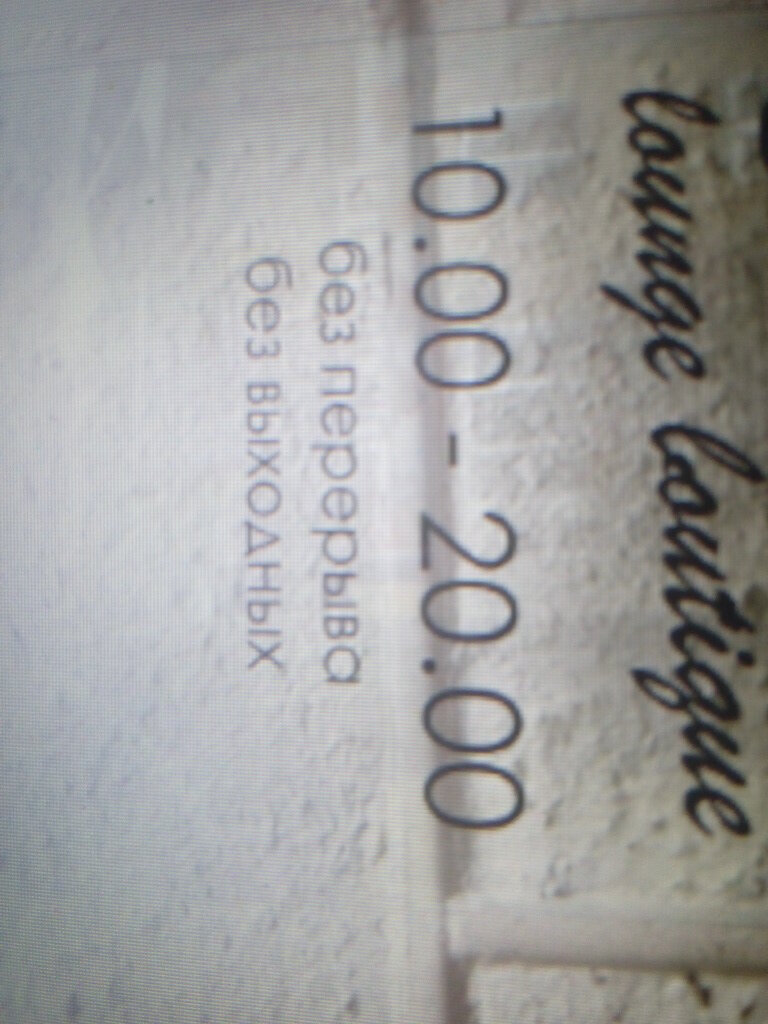 lounge boutique
10.00 - 20.00
без перерыва
без выходных